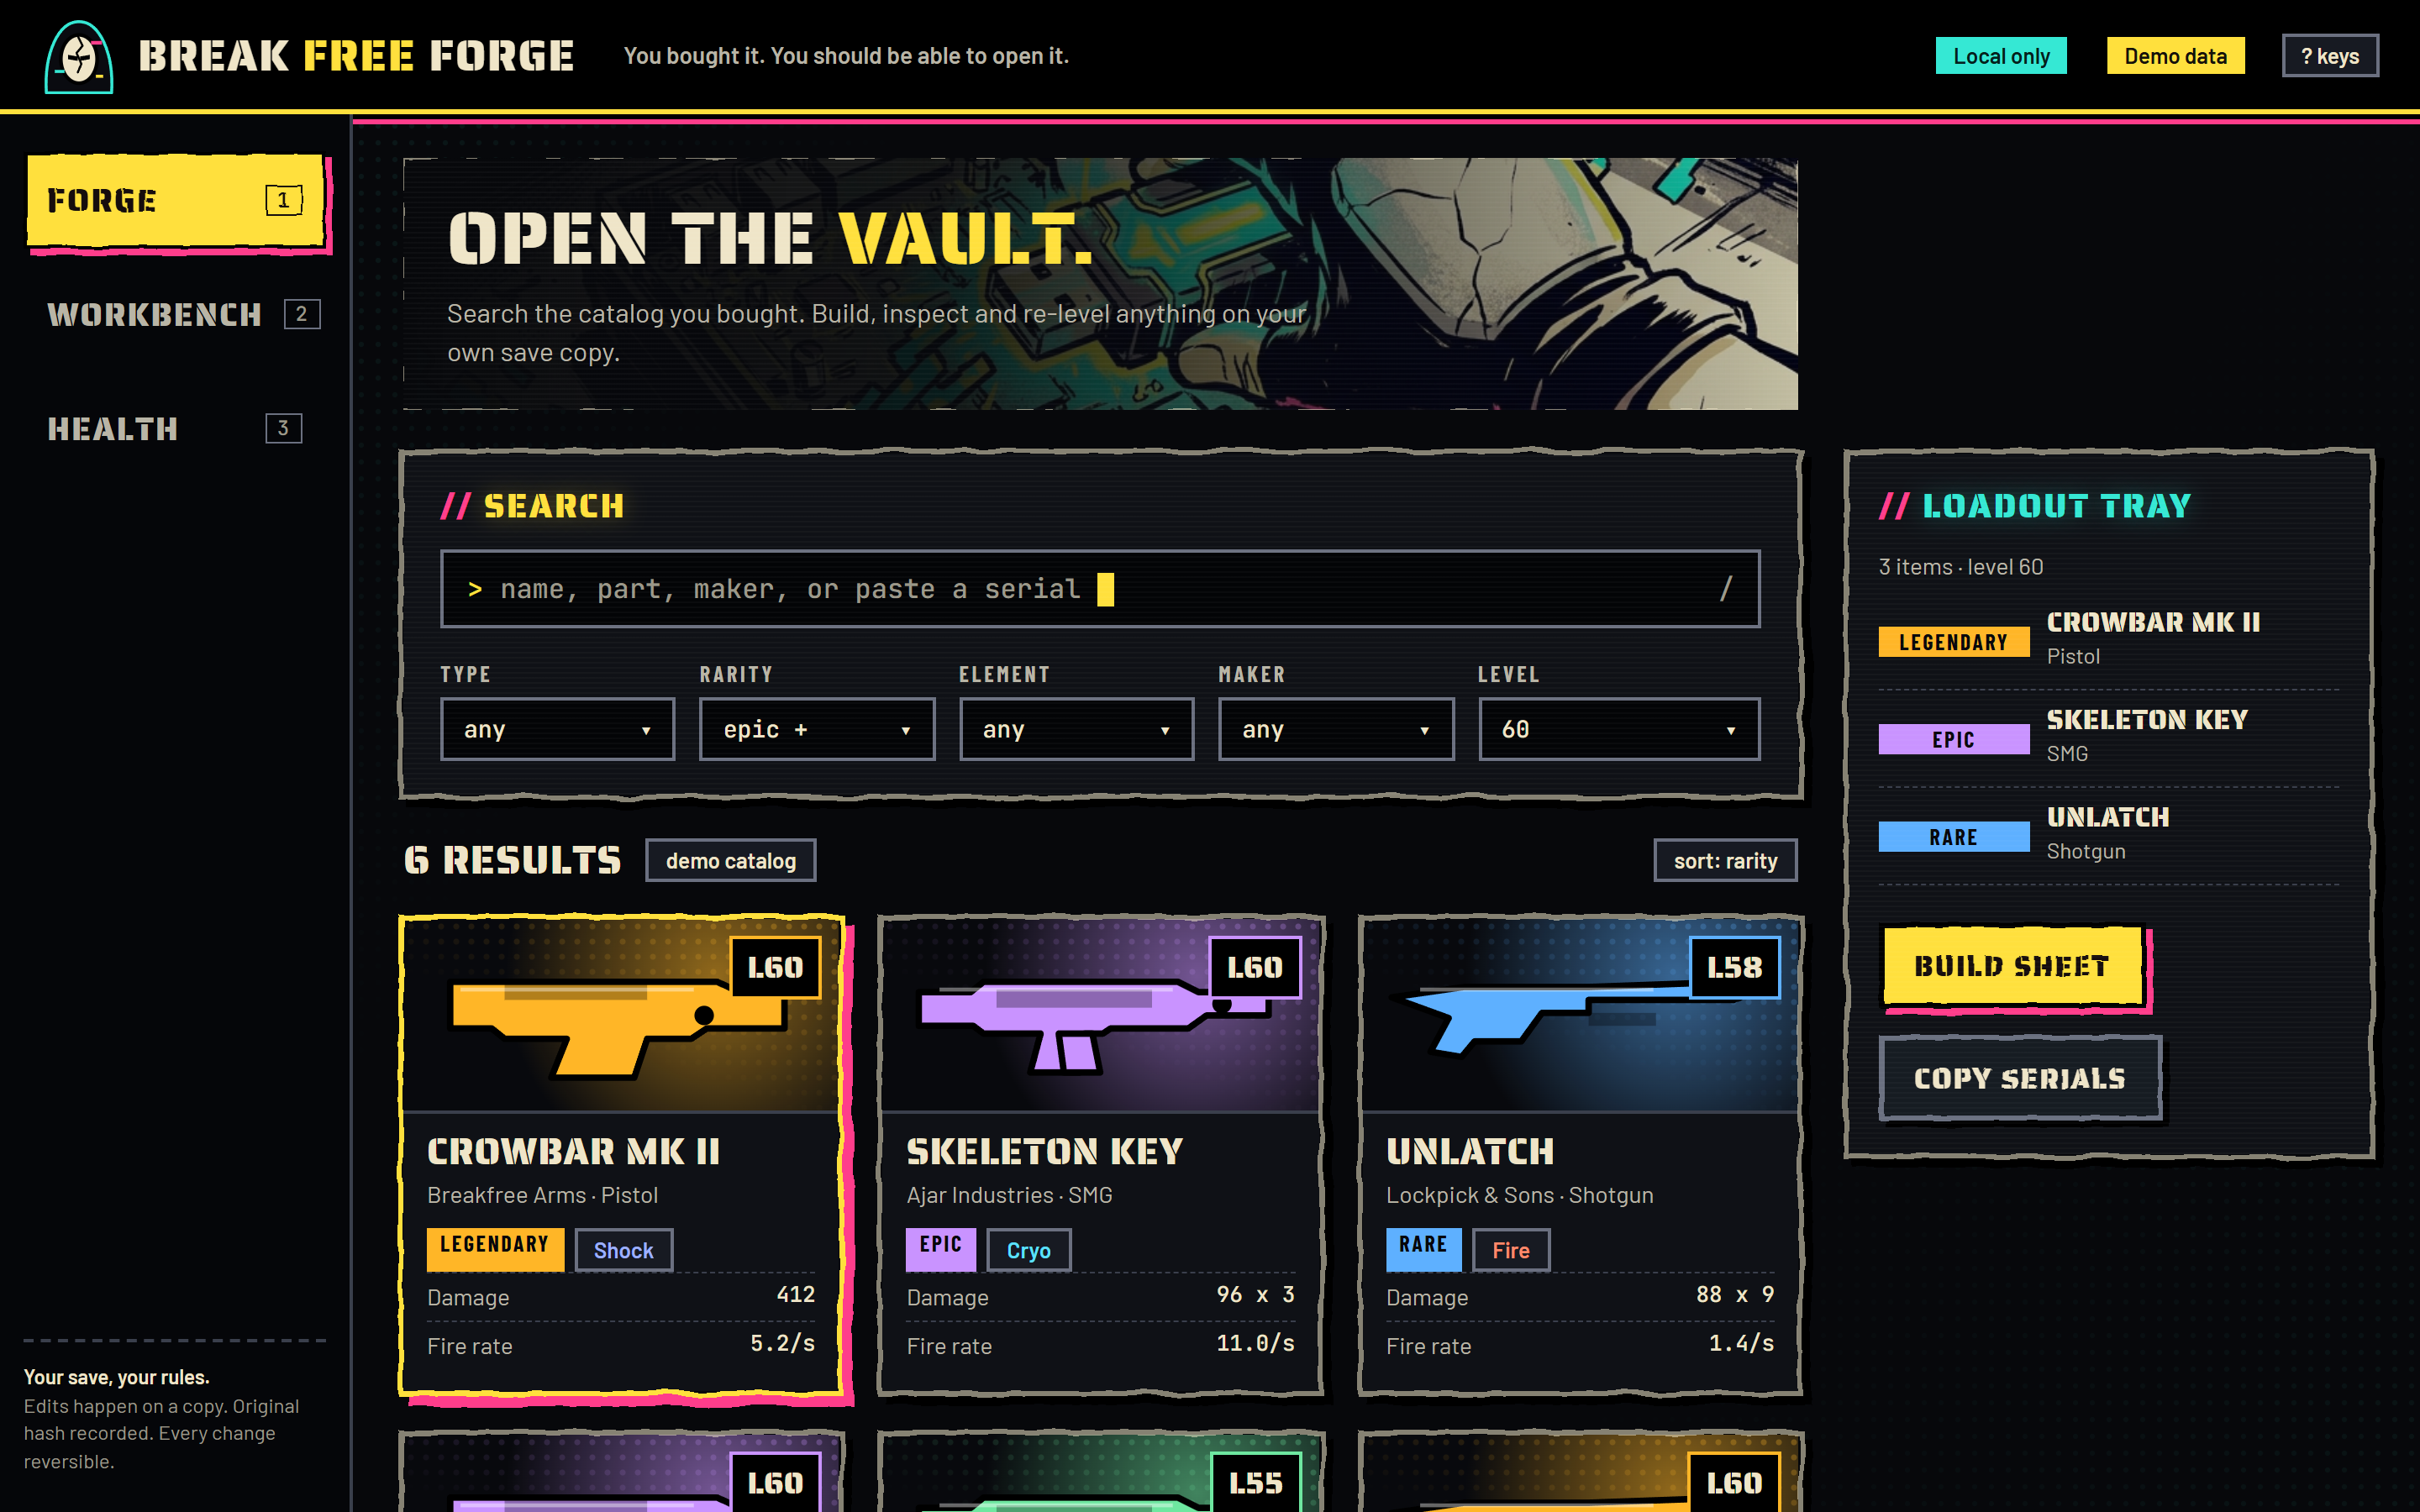 BREAK FREE FORGE
You bought it. You should be able to open it.
Local only
Demo data
? keys
FORGE 1
WORKBENCH 2
HEALTH 3
Your save, your rules.
Edits happen on a copy. Original
hash recorded. Every change
reversible.
OPEN THE VAULT.
Search the catalog you bought. Build, inspect and re-level anything on your
own save copy.
// SEARCH
> name, part, maker, or paste a serial /
TYPE RARITY ELEMENT MAKER LEVEL
any ▾ epic + ▾ any ▾ any ▾ 60 ▾
6 RESULTS demo catalog sort: rarity
L60
CROWBAR MK II
Breakfree Arms · Pistol
LEGENDARY Shock
Damage 412
Fire rate 5.2/s
L60
SKELETON KEY
Ajar Industries · SMG
EPIC Cryo
Damage 96 x 3
Fire rate 11.0/s
L58
UNLATCH
Lockpick & Sons · Shotgun
RARE Fire
Damage 88 x 9
Fire rate 1.4/s
L60
L55
L60
// LOADOUT TRAY
3 items · level 60
LEGENDARY CROWBAR MK II
Pistol
EPIC SKELETON KEY
SMG
RARE UNLATCH
Shotgun
BUILD SHEET
COPY SERIALS